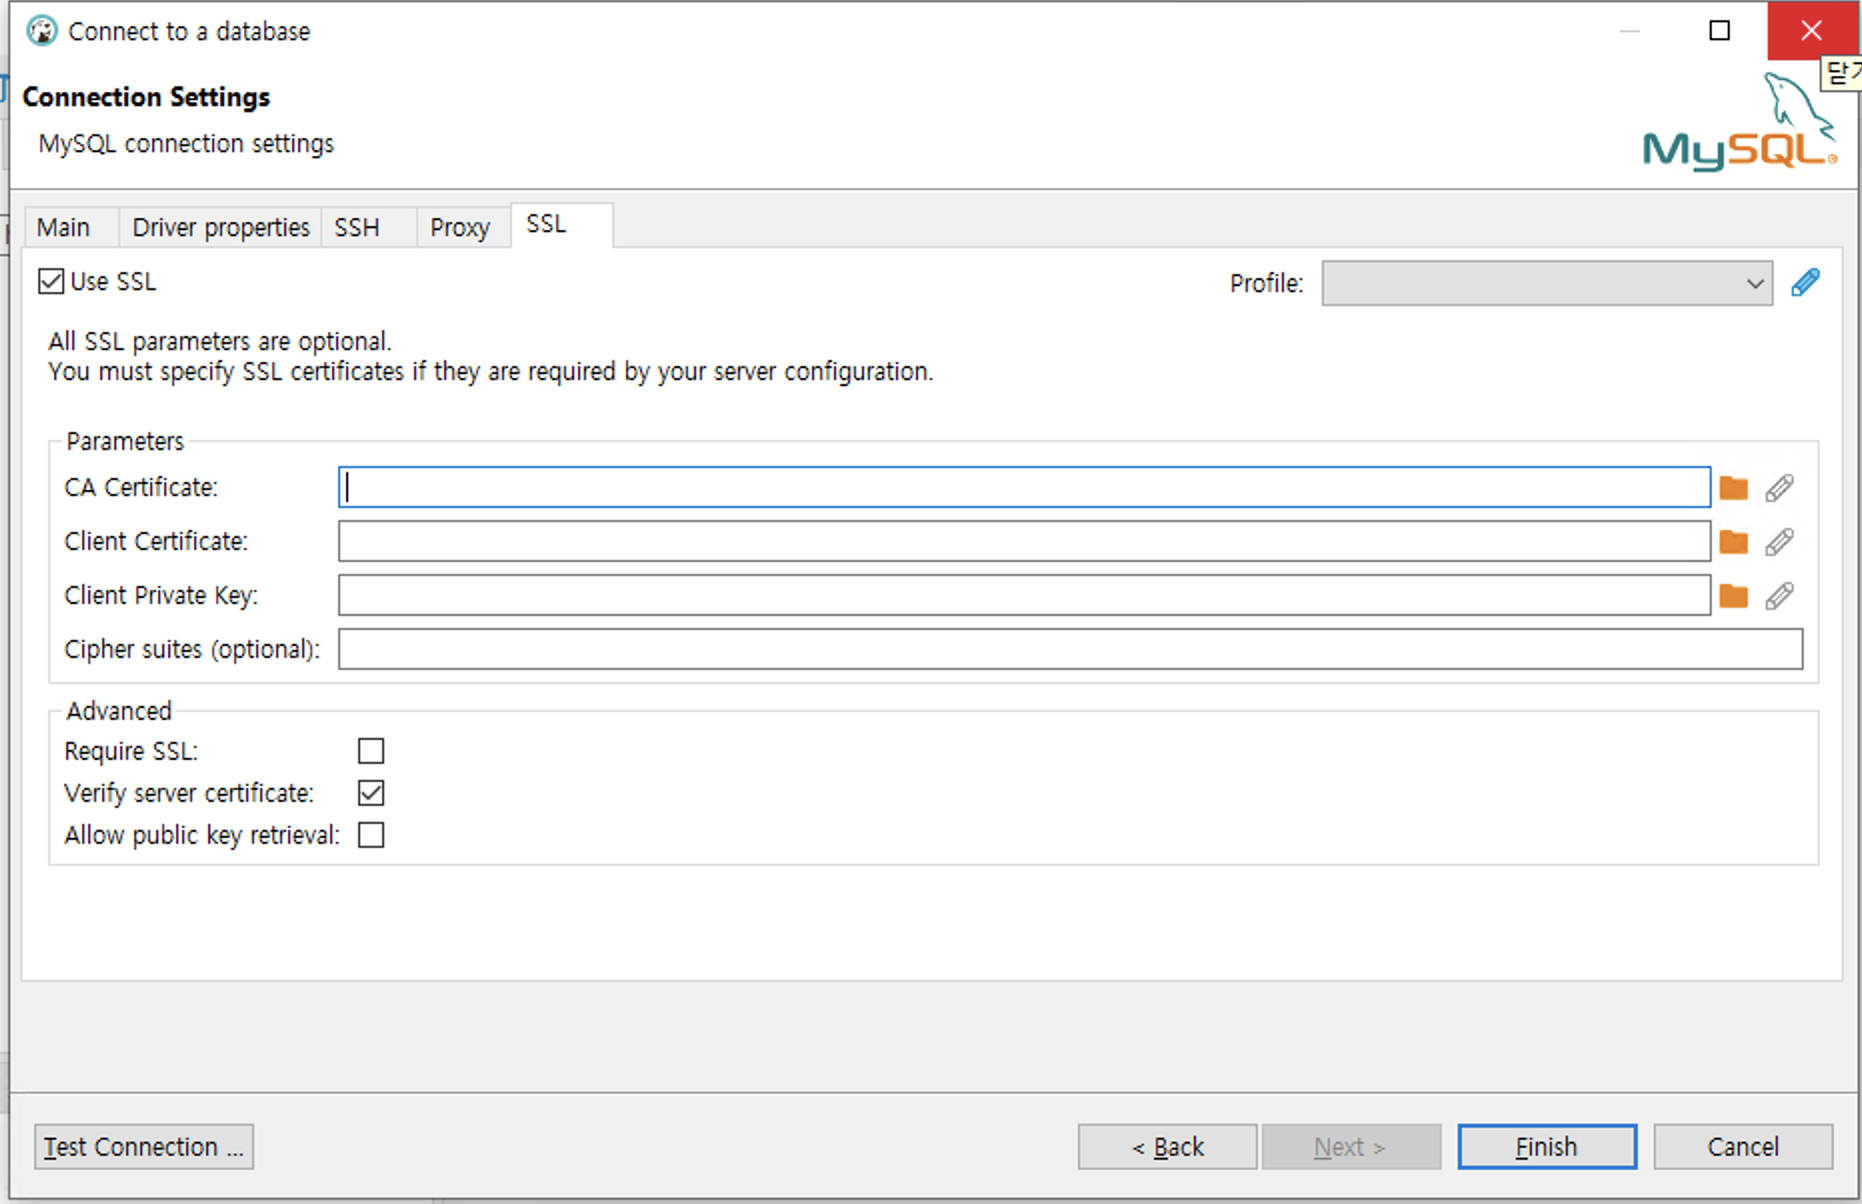 Connect to a database
Connection Settings
MySQL connection settings
MySQL
Main
Driver properties
SSH
Proxy
SSL
Use SSL
Profile:
All SSL parameters are optional.
You must specify SSL certificates if they are required by your server configuration.
Parameters
CA Certificate:
Client Certificate:
Client Private Key:
Cipher suites (optional):
Advanced
Require SSL:
Verify server certificate:
Allow public key retrieval:
Test Connection ...
< Back
Next >
Finish
Cancel